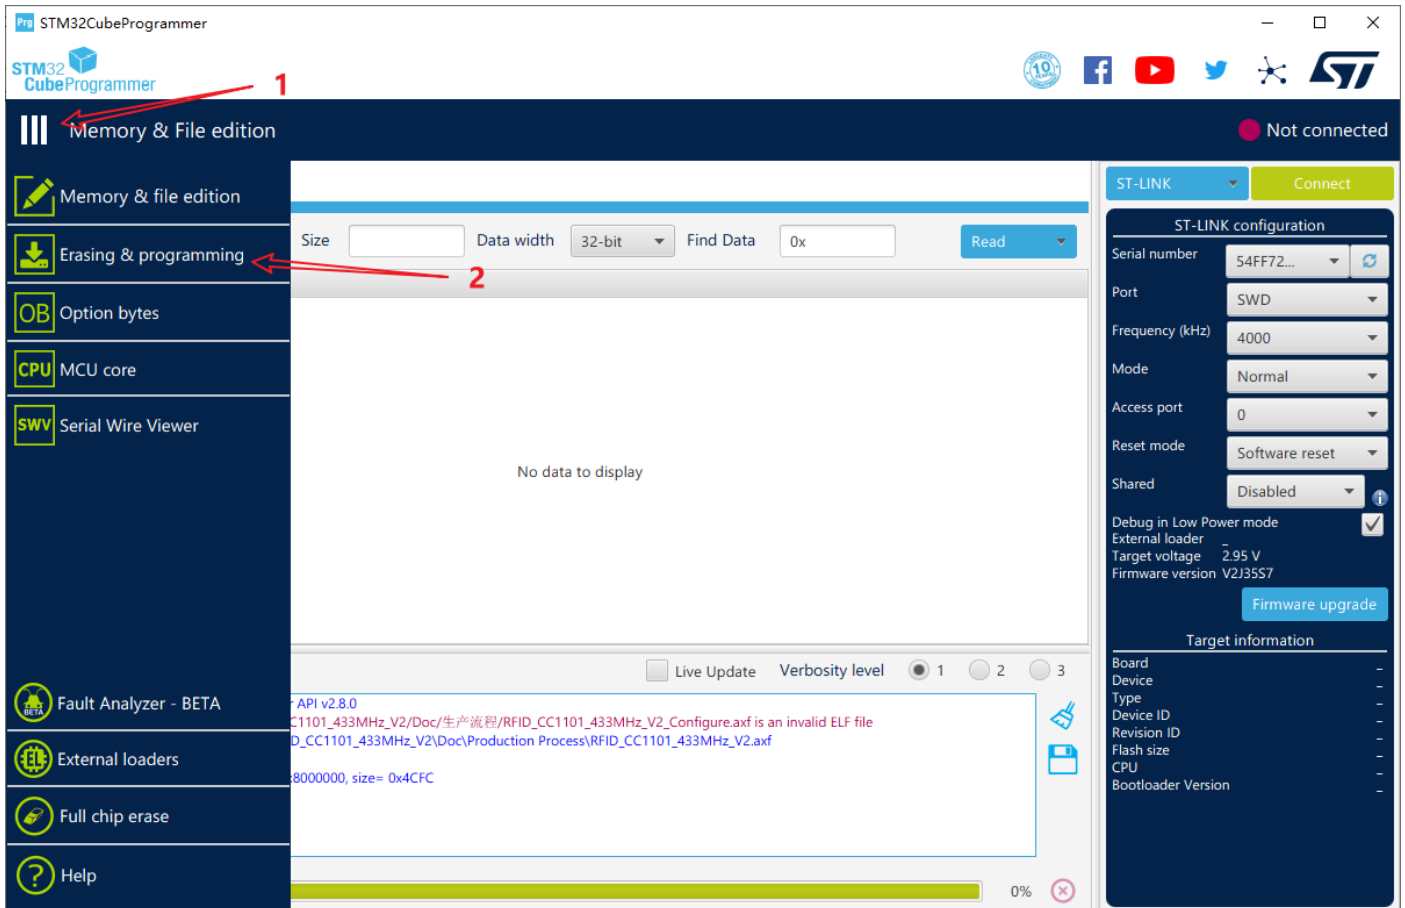 Prg STM32CubeProgrammer
STM32
CubeProgrammer
1
10
Memory & File edition
Not connected
Memory & file edition
Erasing & programming
2
OB Option bytes
CPU MCU core
SWV Serial Wire Viewer
BETA Fault Analyzer - BETA
EL External loaders
Full chip erase
? Help
Size
Data width 32-bit
Find Data 0x
Read
No data to display
Live Update Verbosity level 1 2 3
r API v2.8.0
C1101_433MHz_V2/Doc/生产流程/RFID_CC1101_433MHz_V2_Configure.axf is an invalid ELF file
D_CC1101_433MHz_V2\Doc\Production Process\RFID_CC1101_433MHz_V2.axf
8000000, size= 0x4CFC
0%
ST-LINK Connect
ST-LINK configuration
Serial number 54FF72...
Port SWD
Frequency (kHz) 4000
Mode Normal
Access port 0
Reset mode Software reset
Shared Disabled
Debug in Low Power mode
External loader _
Target voltage 2.95 V
Firmware version V2J35S7
Firmware upgrade
Target information
Board _
Device _
Type _
Device ID _
Revision ID _
Flash size _
CPU _
Bootloader Version _